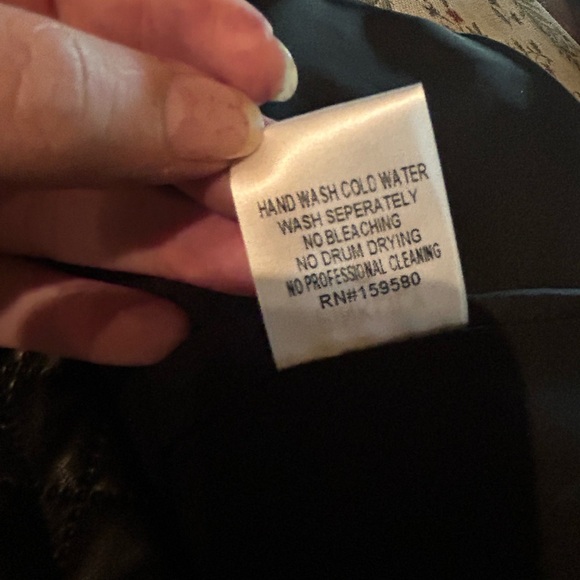 HAND WASH COLD WATER
WASH SEPERATELY
NO BLEACHING
NO DRUM DRYING
NO PROFESSIONAL CLEANING
RN#159580